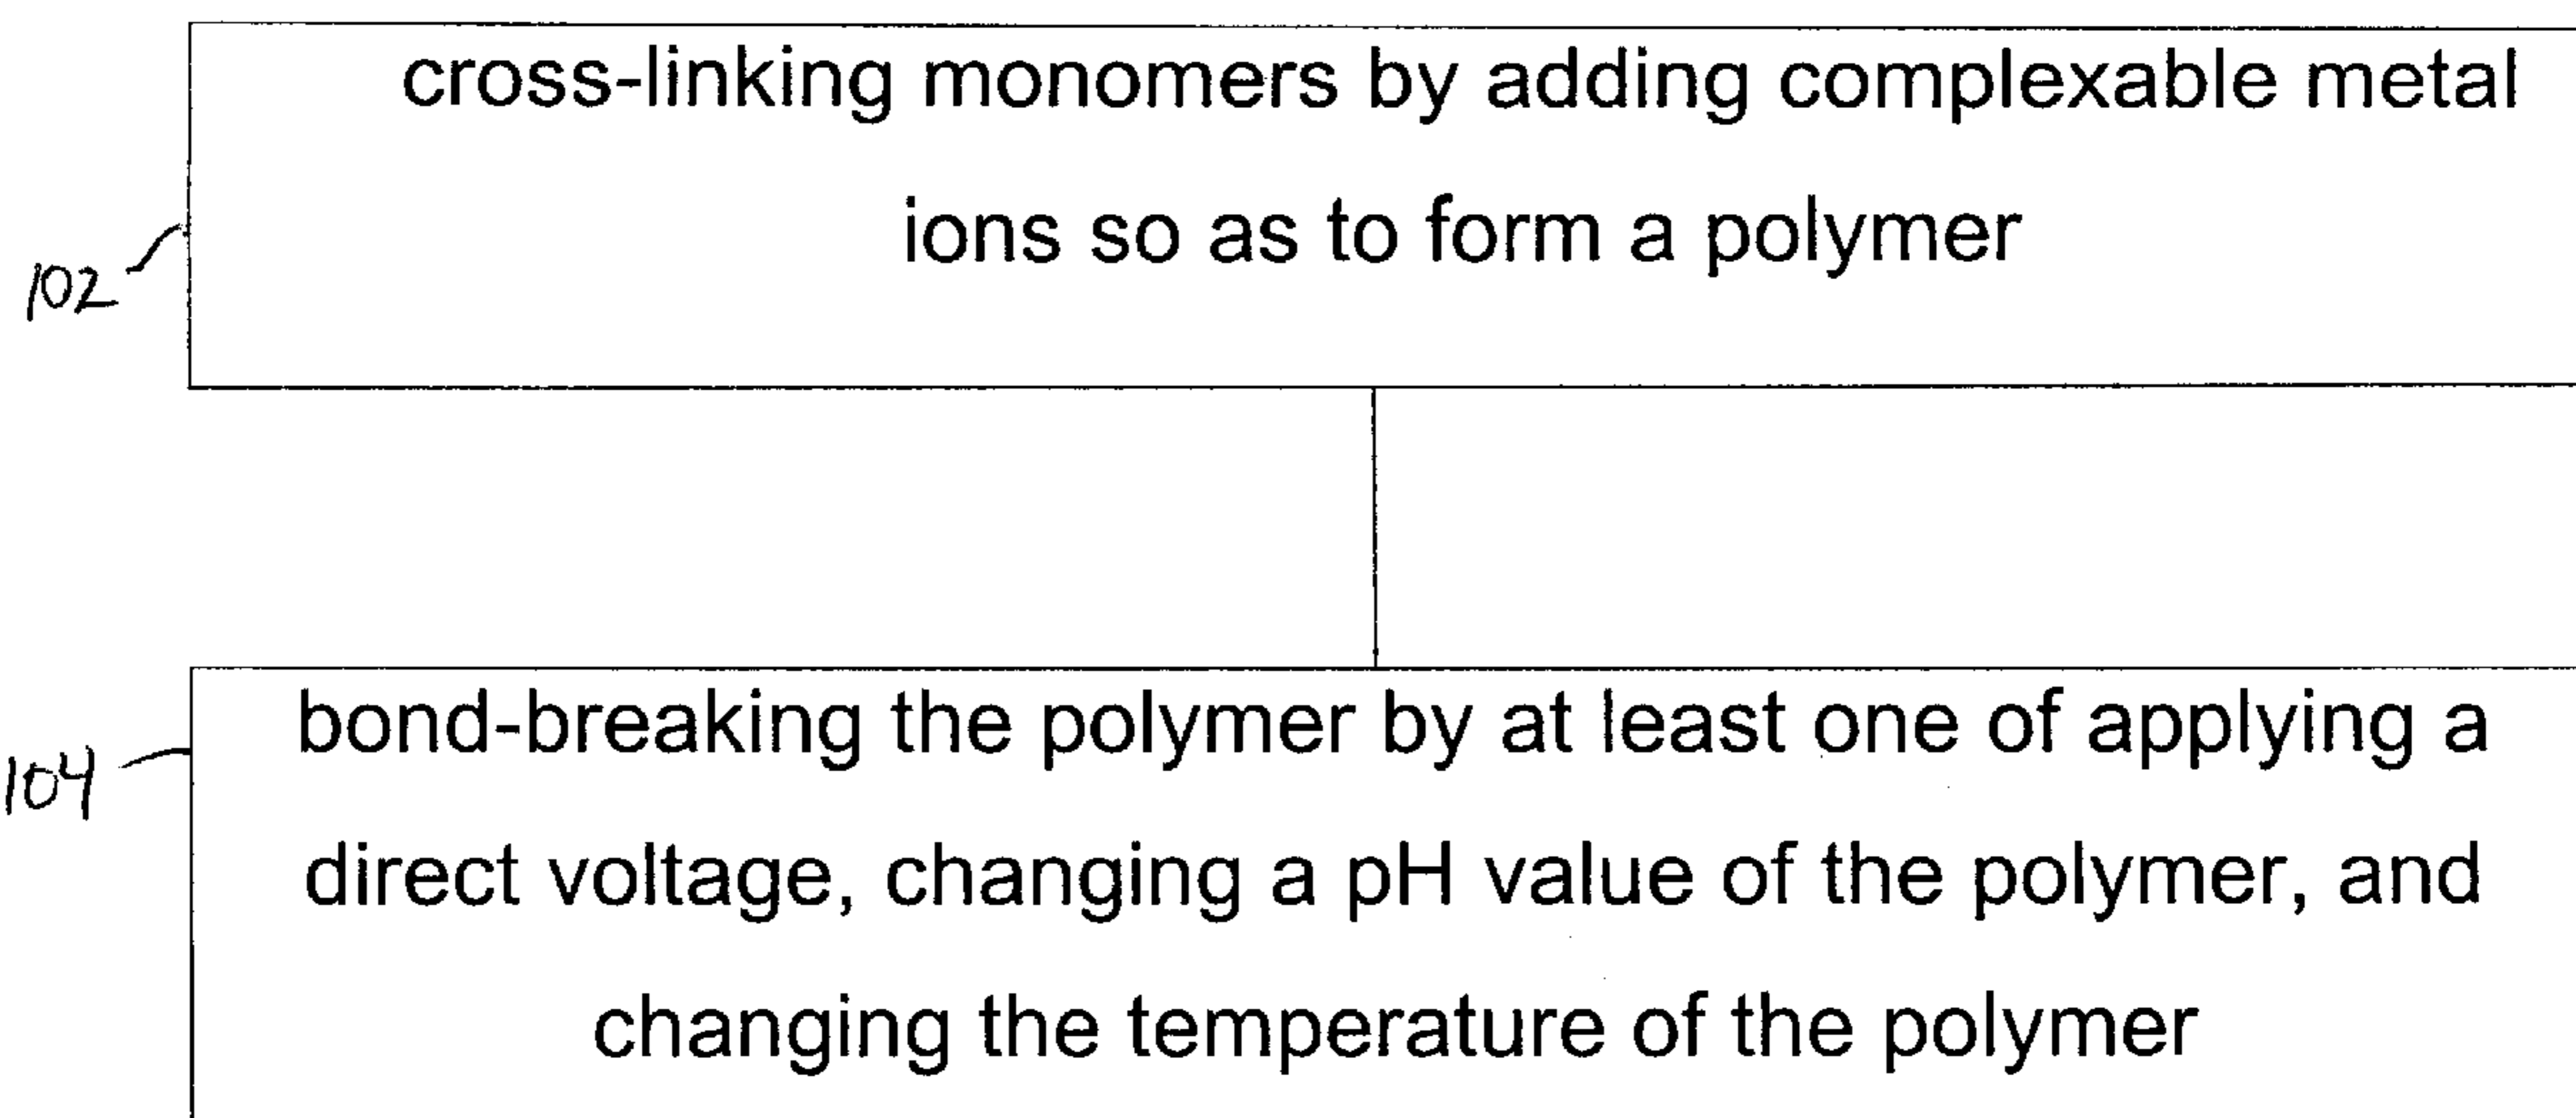 cross-linking monomers by adding complexable metal
ions so as to form a polymer
102
bond-breaking the polymer by at least one of applying a
104
direct voltage, changing a pH value of the polymer, and
changing the temperature of the polymer